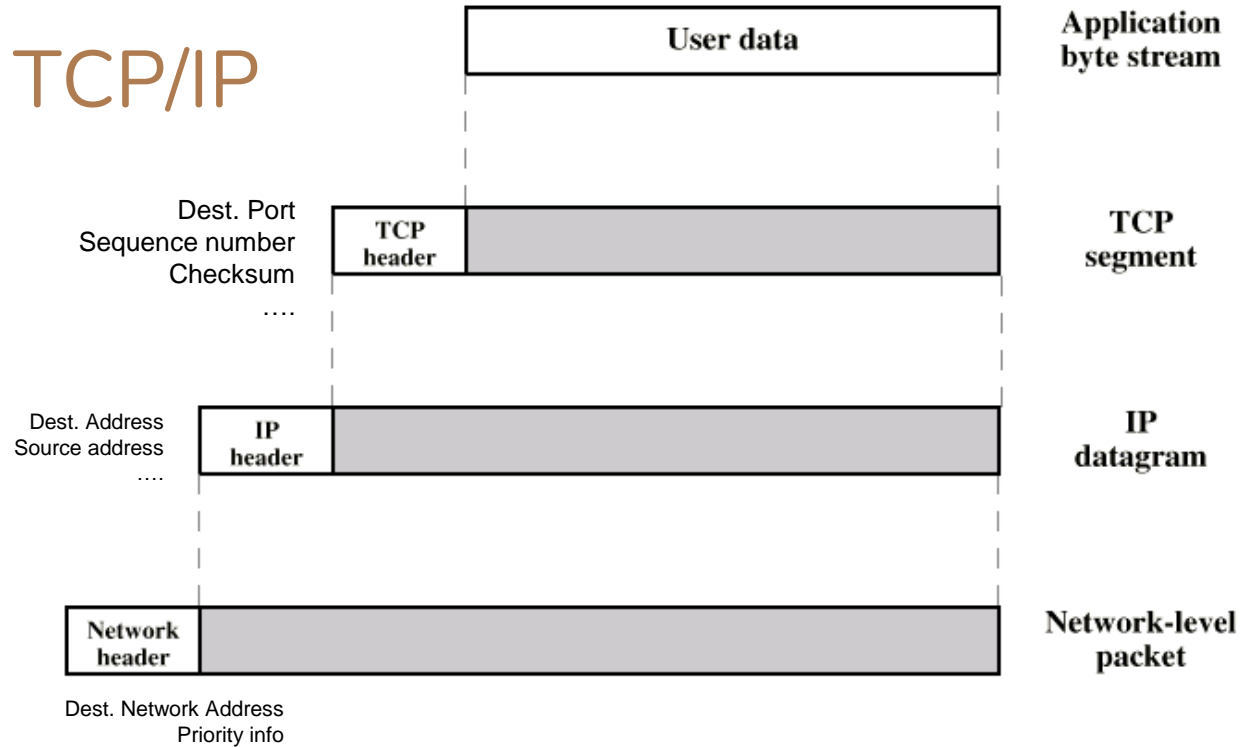 TCP/IP
User data
Application
byte stream
Dest. Port
Sequence number
Checksum
….
TCP
header
TCP
segment
Dest. Address
Source address
….
IP
header
IP
datagram
Network
header
Network-level
packet
Dest. Network Address
Priority info